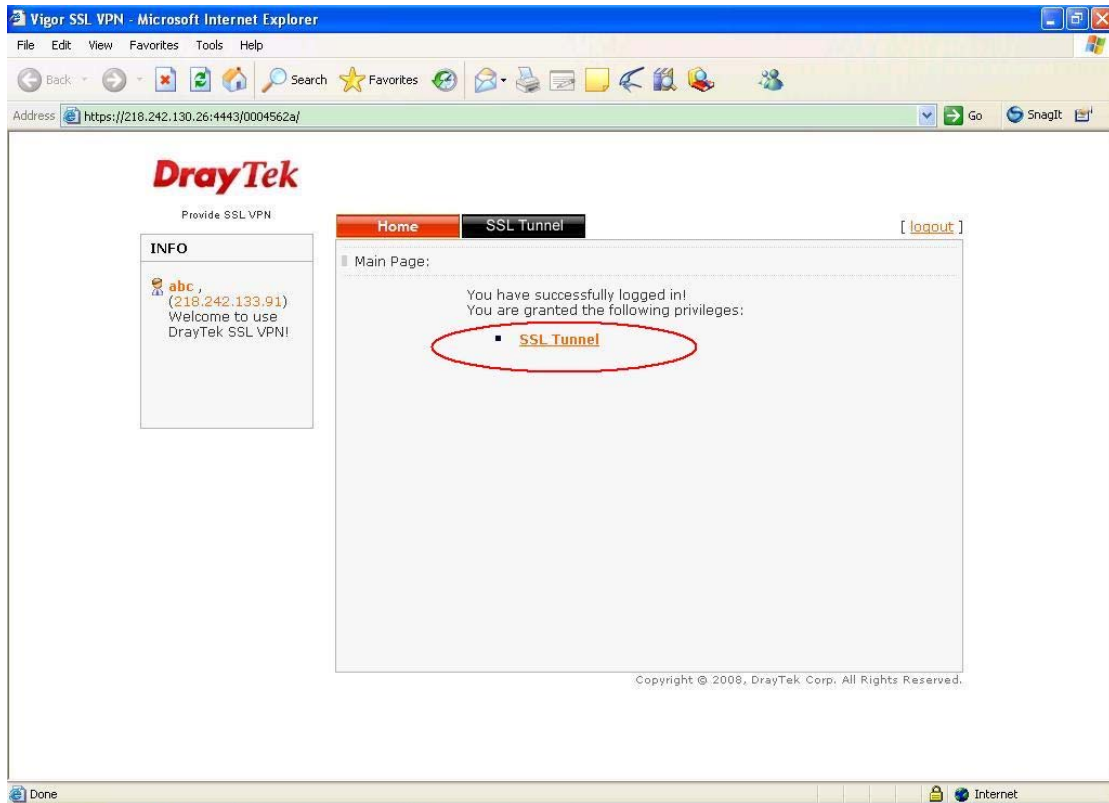 Vigor SSL VPN - Microsoft Internet Explorer
File Edit View Favorites Tools Help
Back Search Favorites
Address https://218.242.130.26:4443/0004562a/ Go SnagIt
DrayTek
Provide SSL VPN
Home SSL Tunnel [ logout ]
INFO
abc ,
(218.242.133.91)
Welcome to use
DrayTek SSL VPN!
Main Page:
You have successfully logged in!
You are granted the following privileges:
SSL Tunnel
Copyright © 2008, DrayTek Corp. All Rights Reserved.
Done Internet